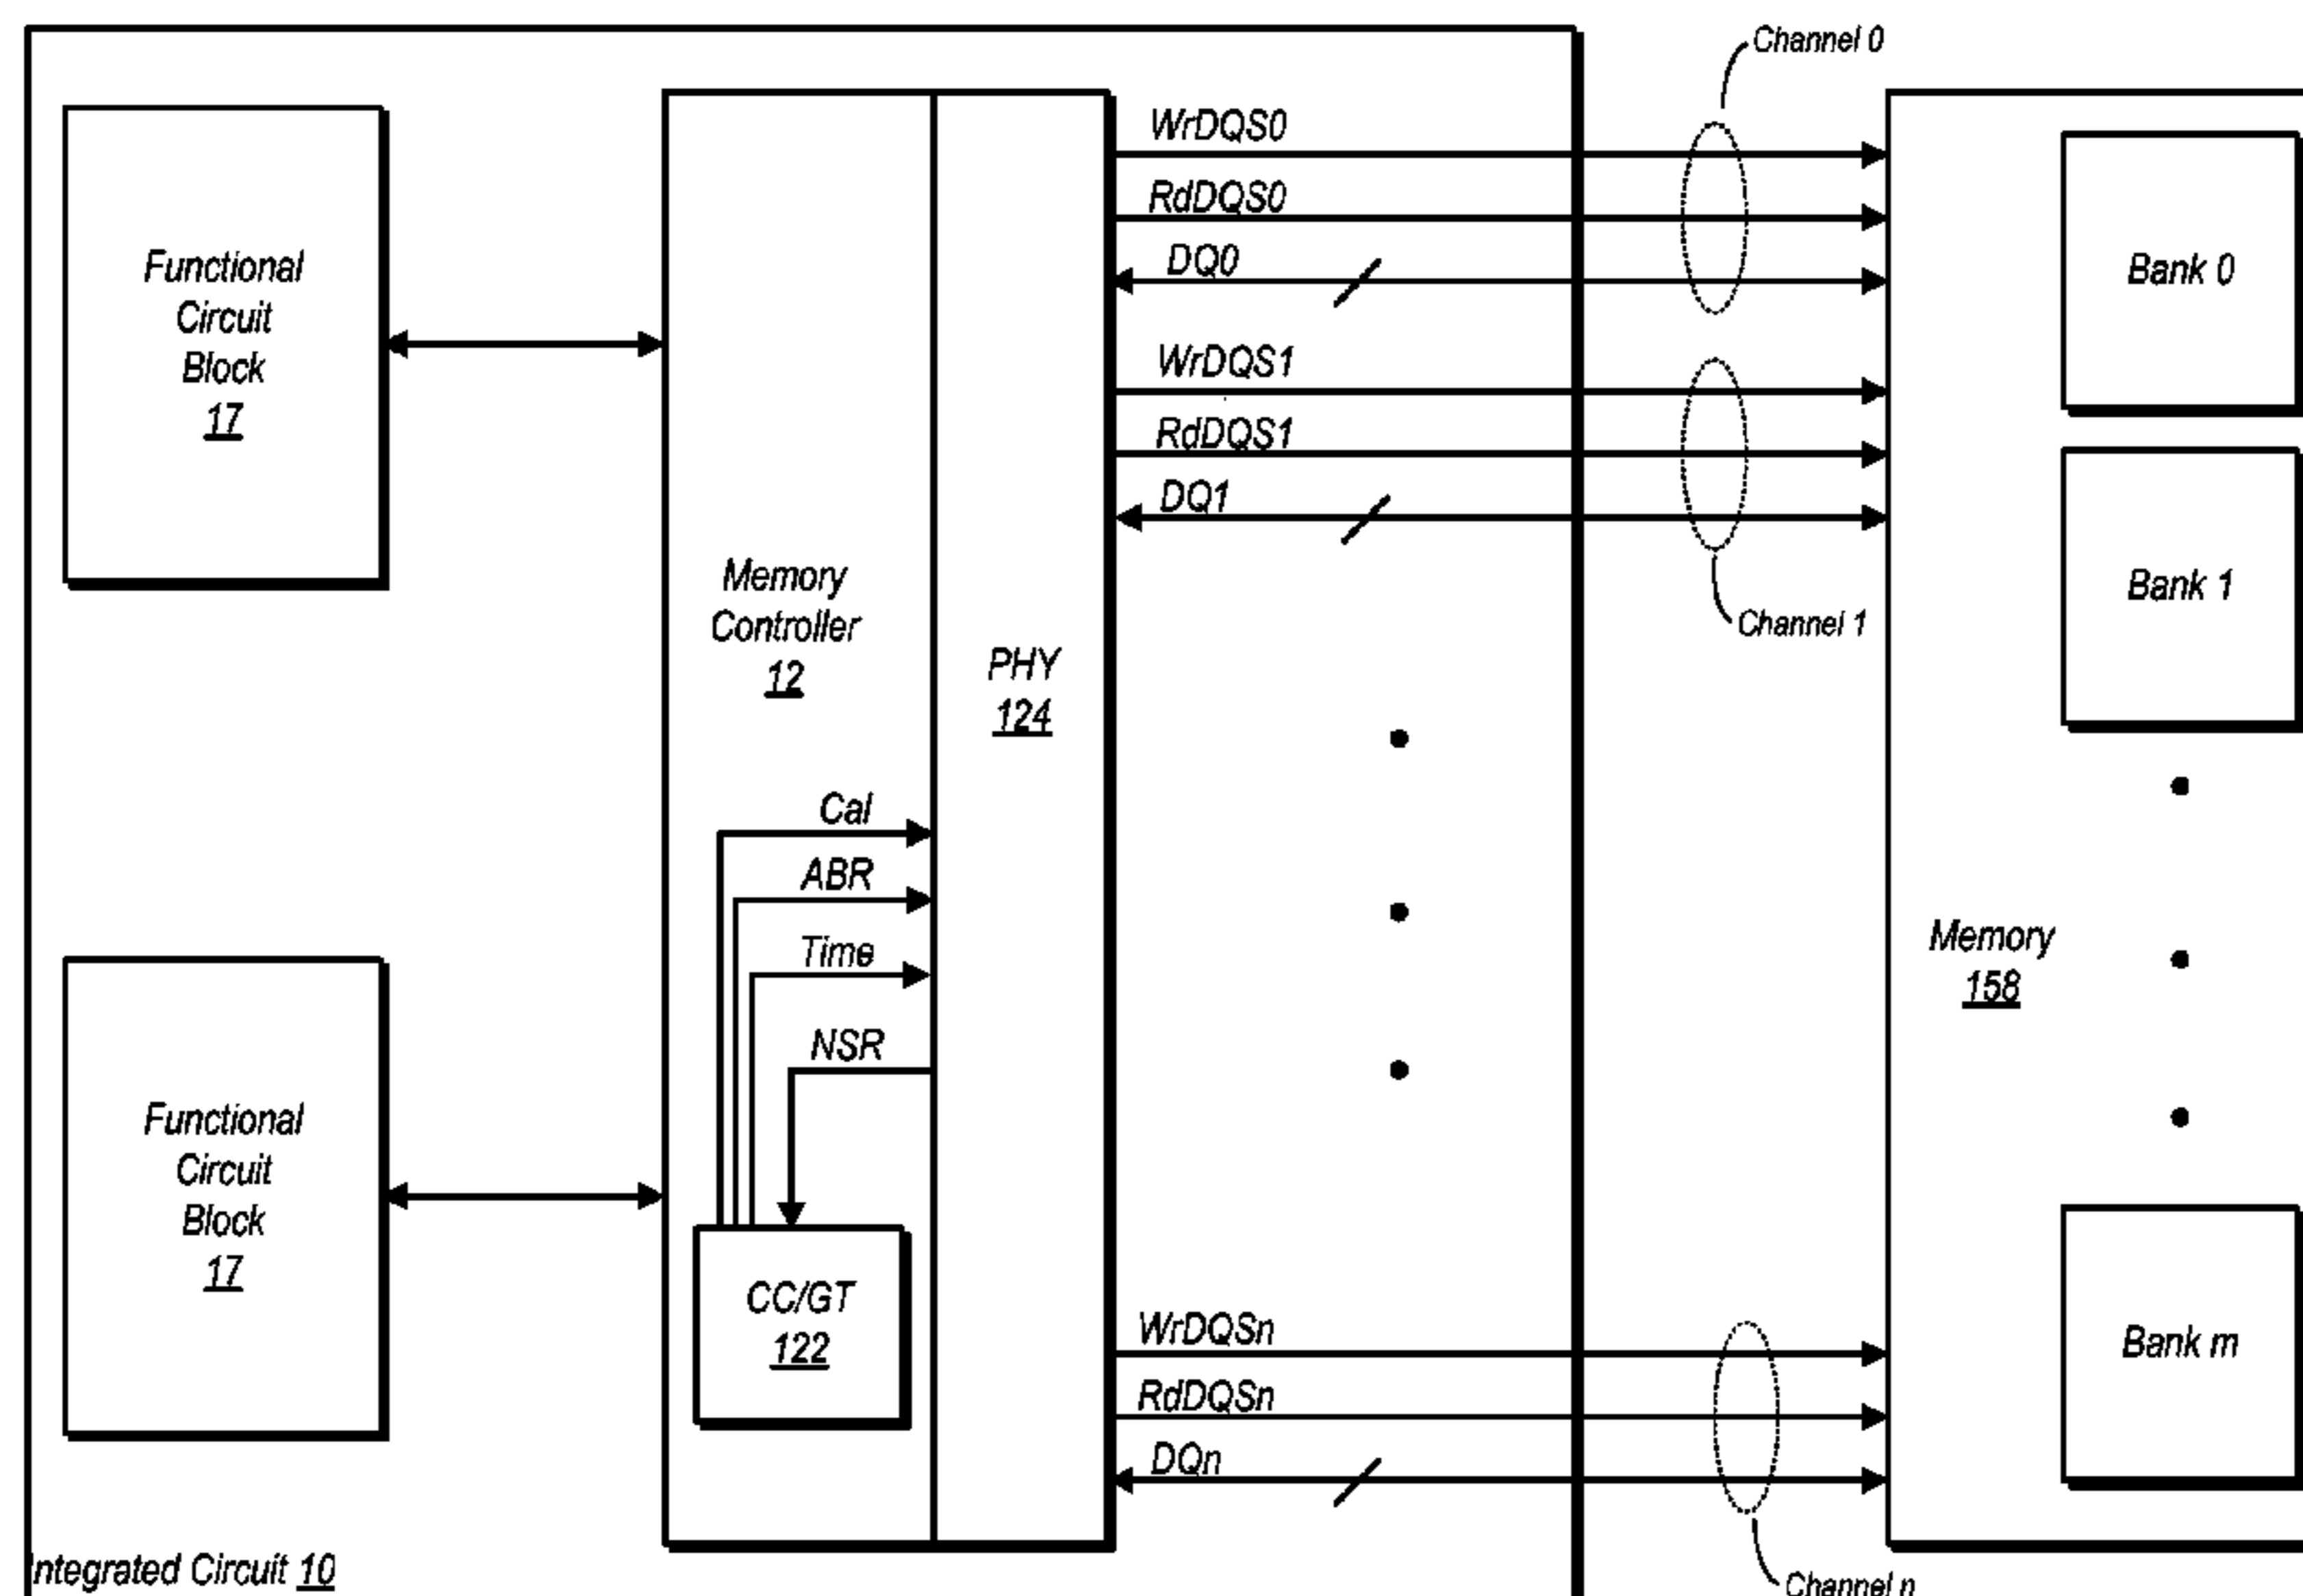 Channel 0
WrDQS0
RdDQS0
DQ0
Functional
Circuit
Block
17
Bank 0
WrDQS1
RdDQS1
DQ1
Channel 1
Bank 1
Memory
Controller
12
PHY
124
Cal
ABR
Time
NSR
Memory
158
Functional
Circuit
Block
17
CC/GT
122
WrDQSn
RdDQSn
DQn
Bank m
Channel n
ntegrated Circuit 10